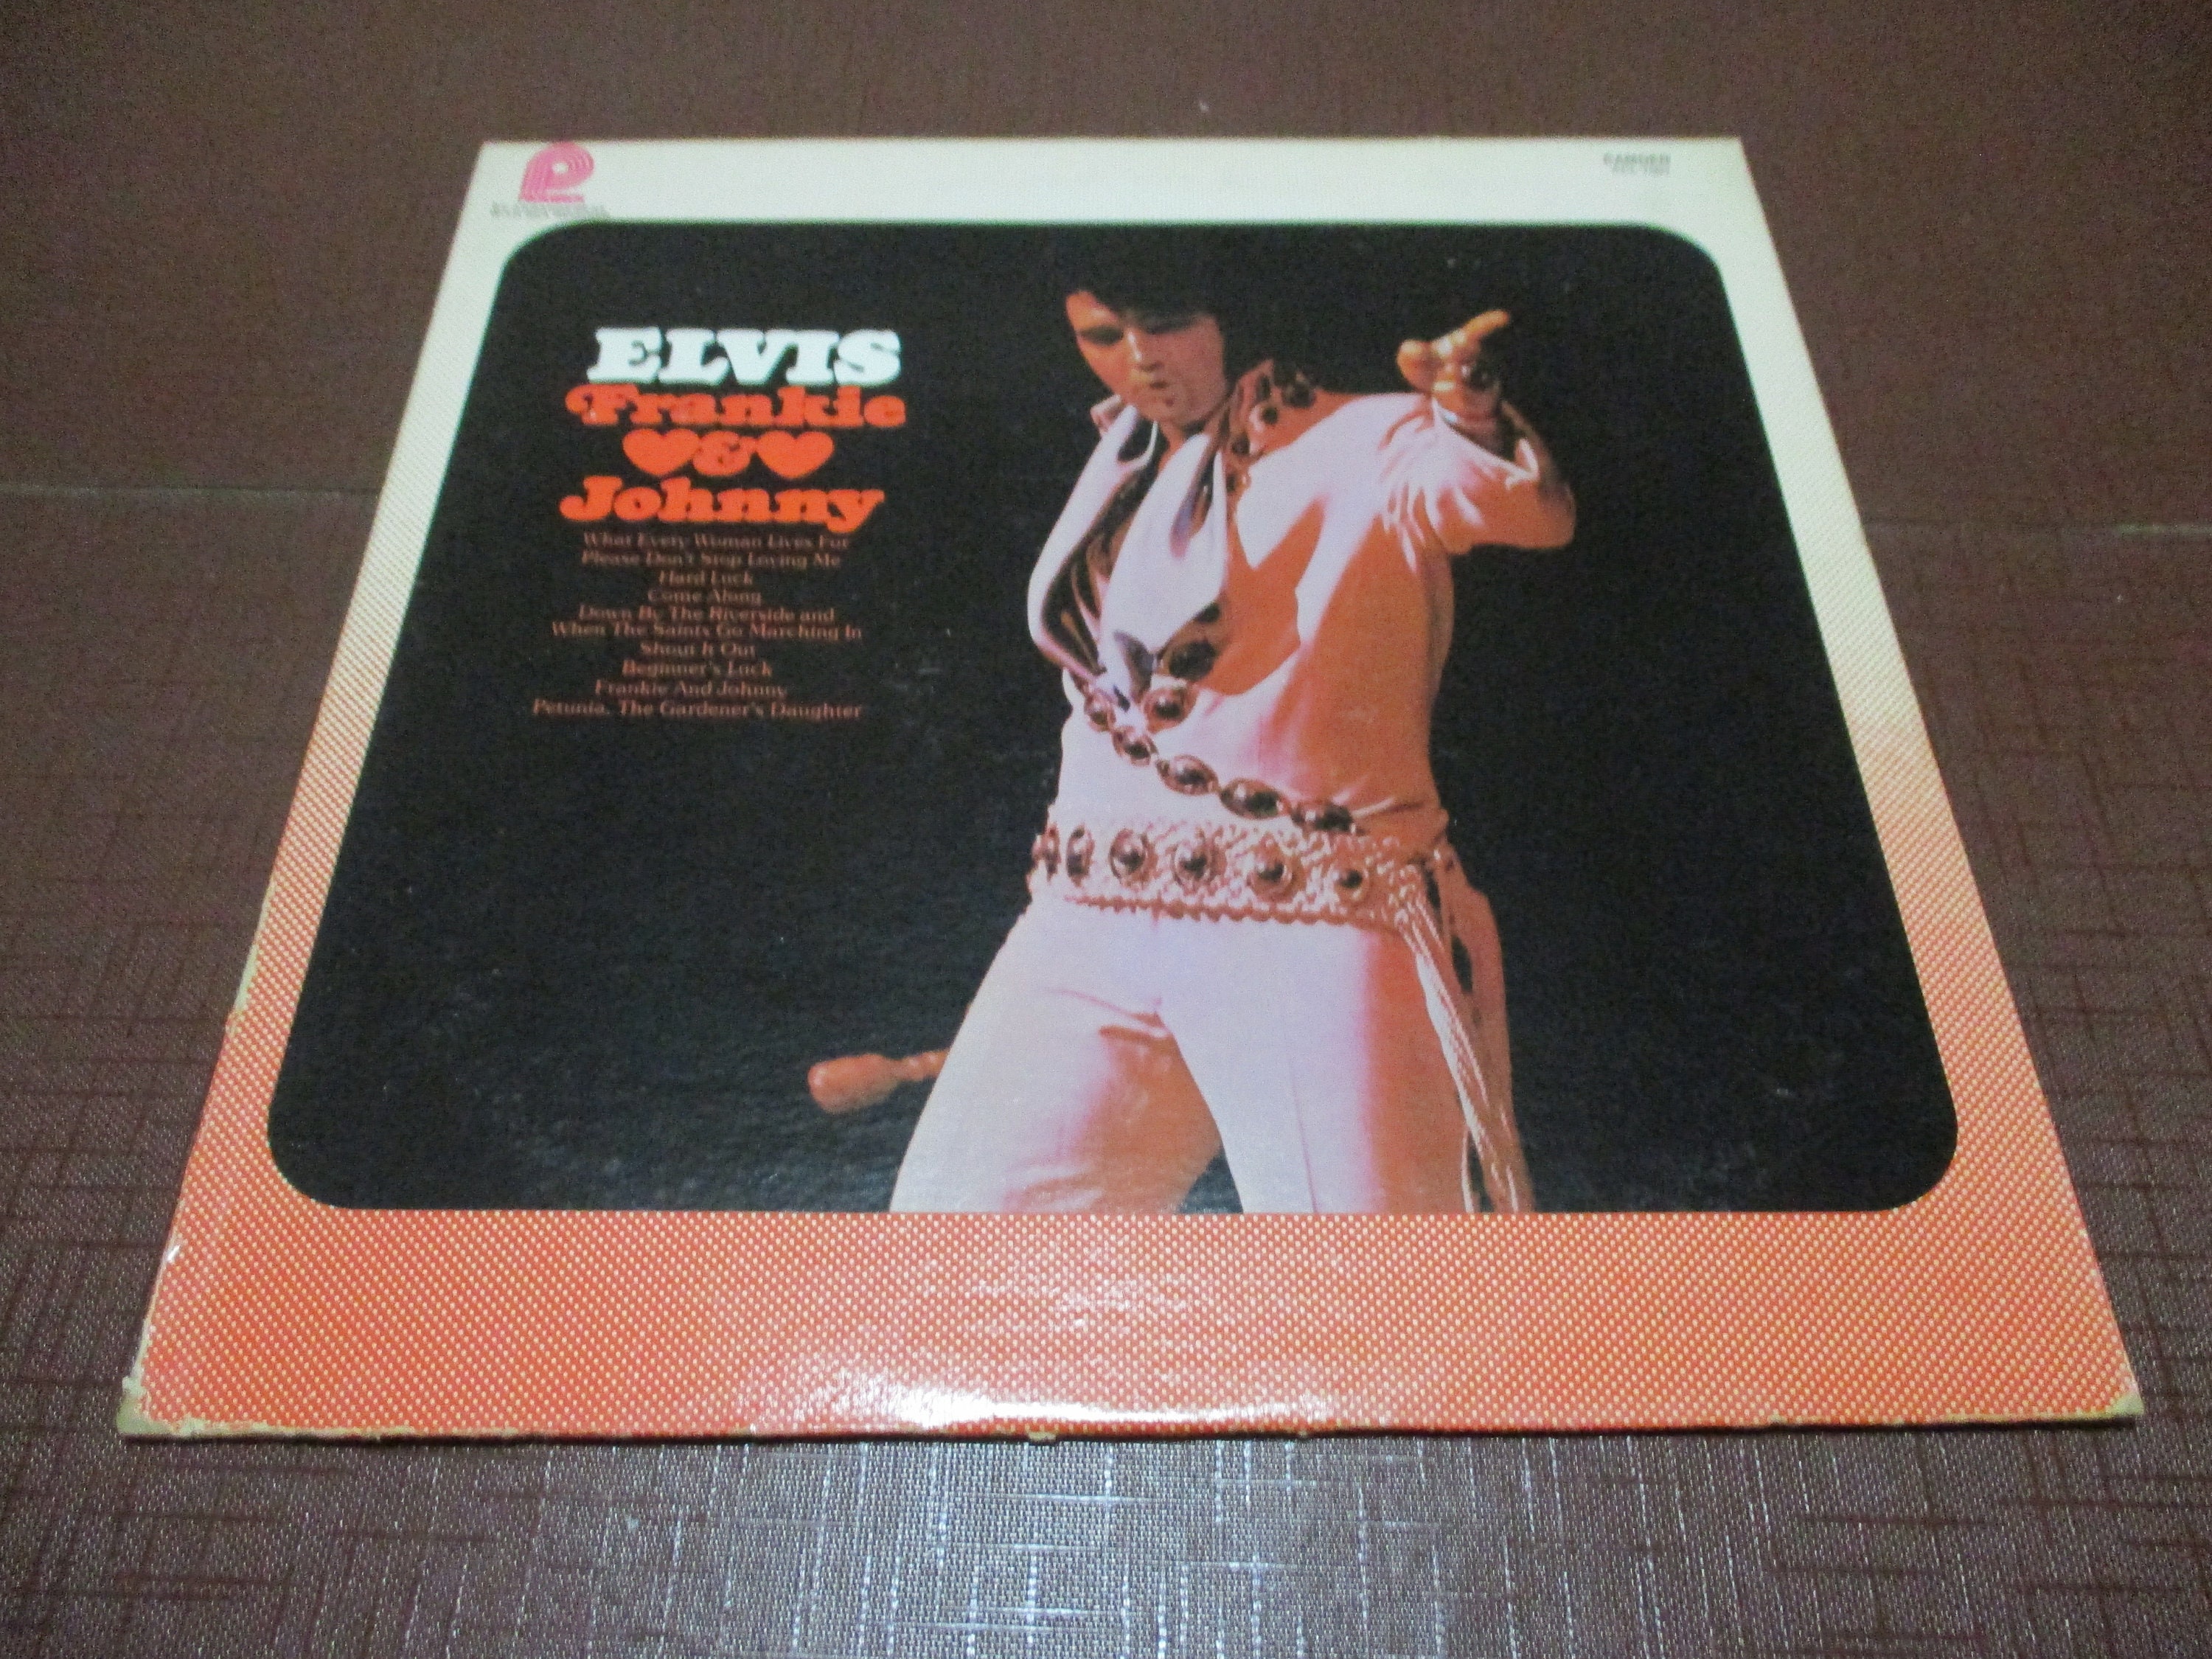 CAMDEN
ELVIS
Frankie
&
Johnny
What Every Woman Lives For
Please Don't Stop Loving Me
Hard Luck
Come Along
Down By The Riverside and
When The Saints Go Marching In
Shout It Out
Beginner's Luck
Frankie And Johnny
Petunia, The Gardener's Daughter